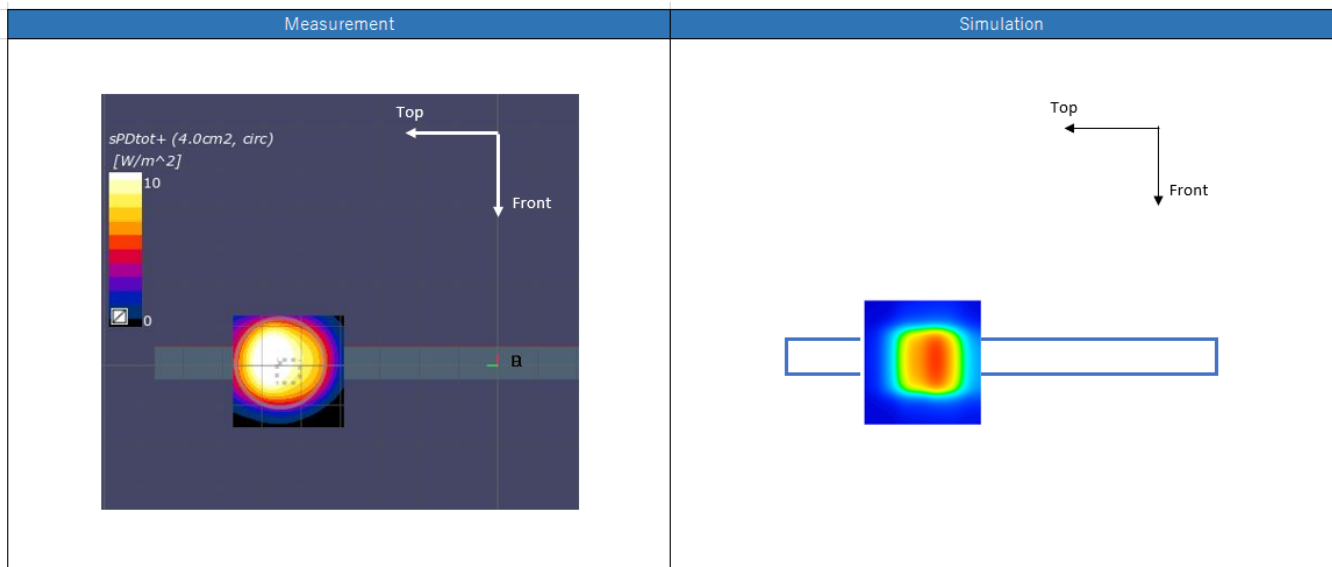 Measurement
Simulation
Top
Front
sPDtot+ (4.0cm2, circ)
[W/m^2]
10
0
Top
Front